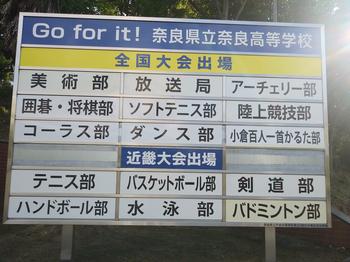 Go for it! 奈良県立奈良高等学校
全国大会出場
美術部 放送局 アーチェリー部
囲碁・将棋部 ソフトテニス部 陸上競技部
コーラス部 ダンス部 小倉百人一首かるた部
近畿大会出場
テニス部 バスケットボール部 剣道部
ハンドボール部 水泳部 バドミントン部